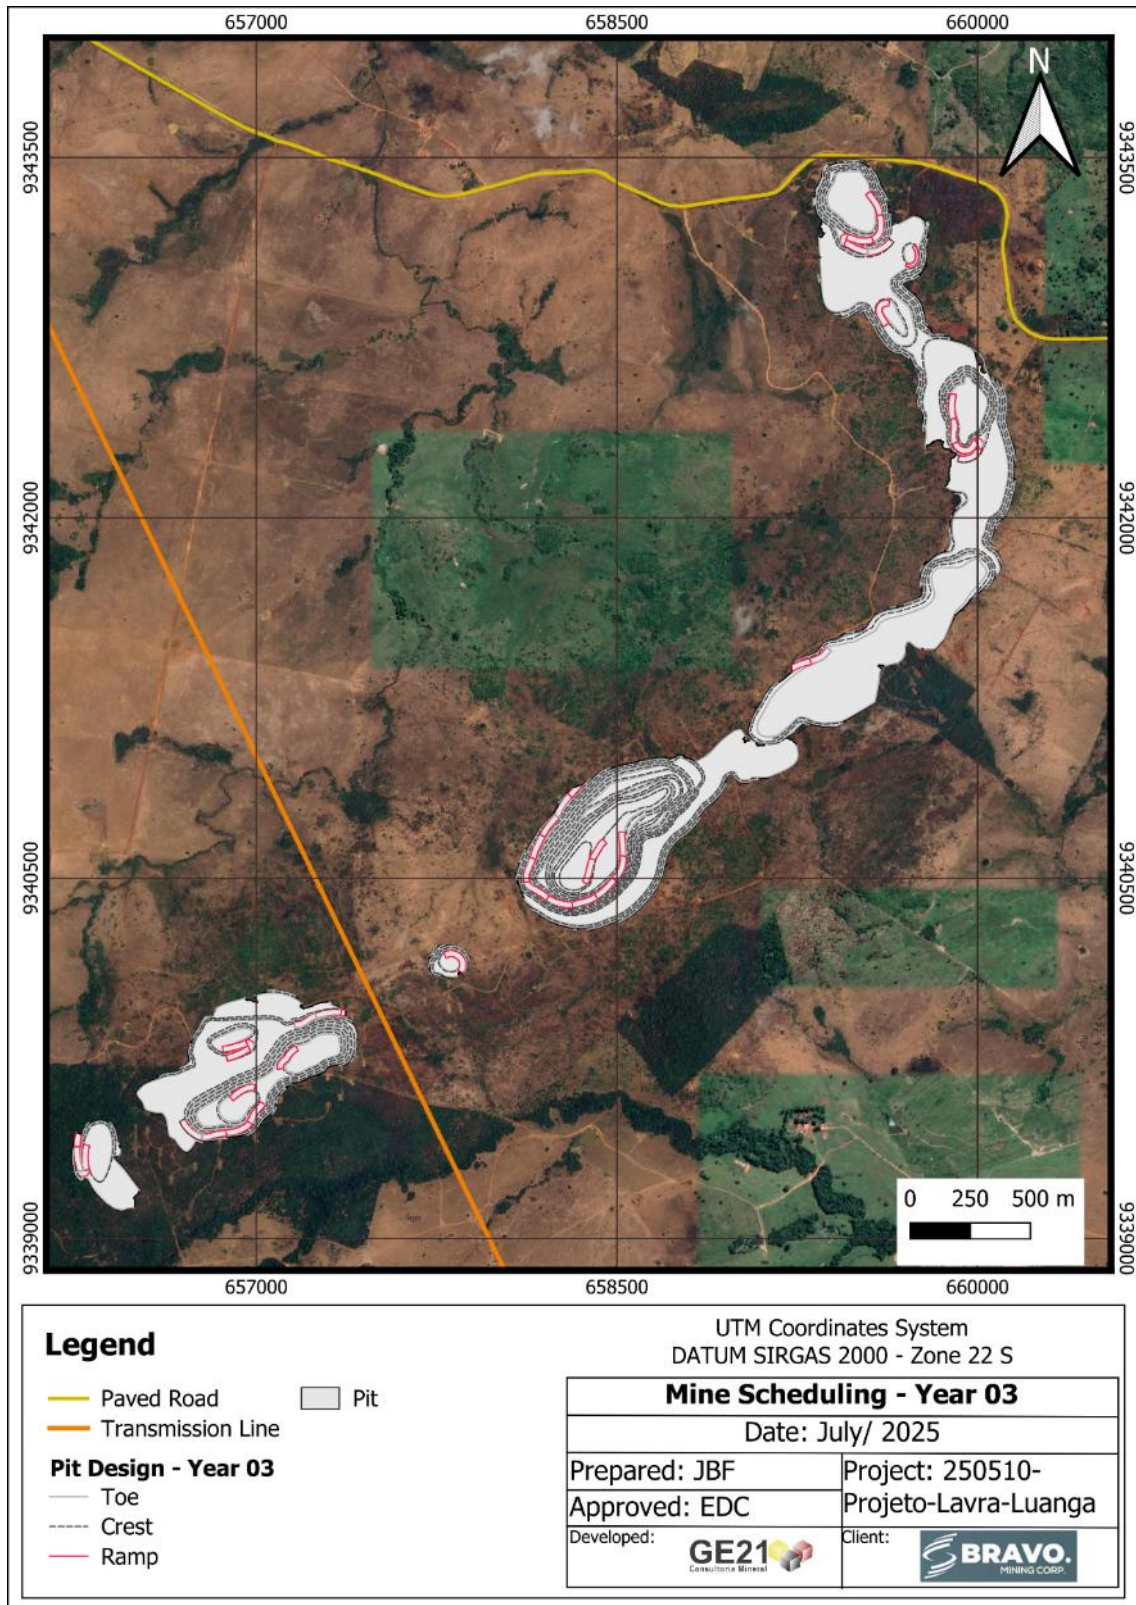 657000 658500 660000
N
9343500 9343500
9342000 9342000
9340500 9340500
9339000 9339000
0 250 500 m
657000 658500 660000
Legend
Paved Road
Pit
Transmission Line
Pit Design - Year 03
Toe
Crest
Ramp
UTM Coordinates System
DATUM SIRGAS 2000 - Zone 22 S
Mine Scheduling - Year 03
Date: July/ 2025
Prepared: JBF
Approved: EDC
Project: 250510-
Projeto-Lavra-Luanga
Developed:
GE21
Consultoria Mineral
Client:
BRAVO.
MINING CORP.